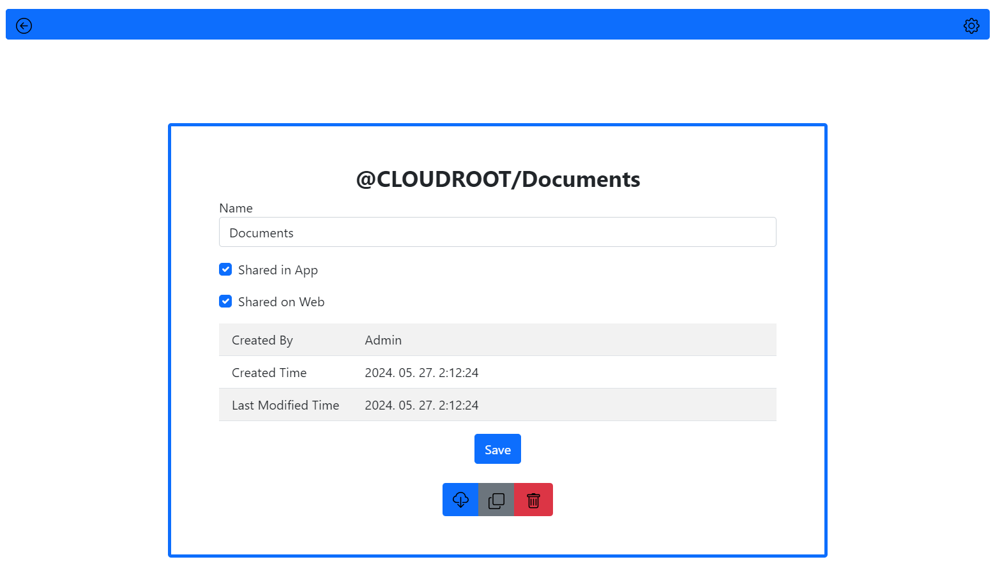 @CLOUDROOT/Documents
Name
Documents
Shared in App
Shared on Web
Created By Admin
Created Time 2024. 05. 27. 2:12:24
Last Modified Time 2024. 05. 27. 2:12:24
Save